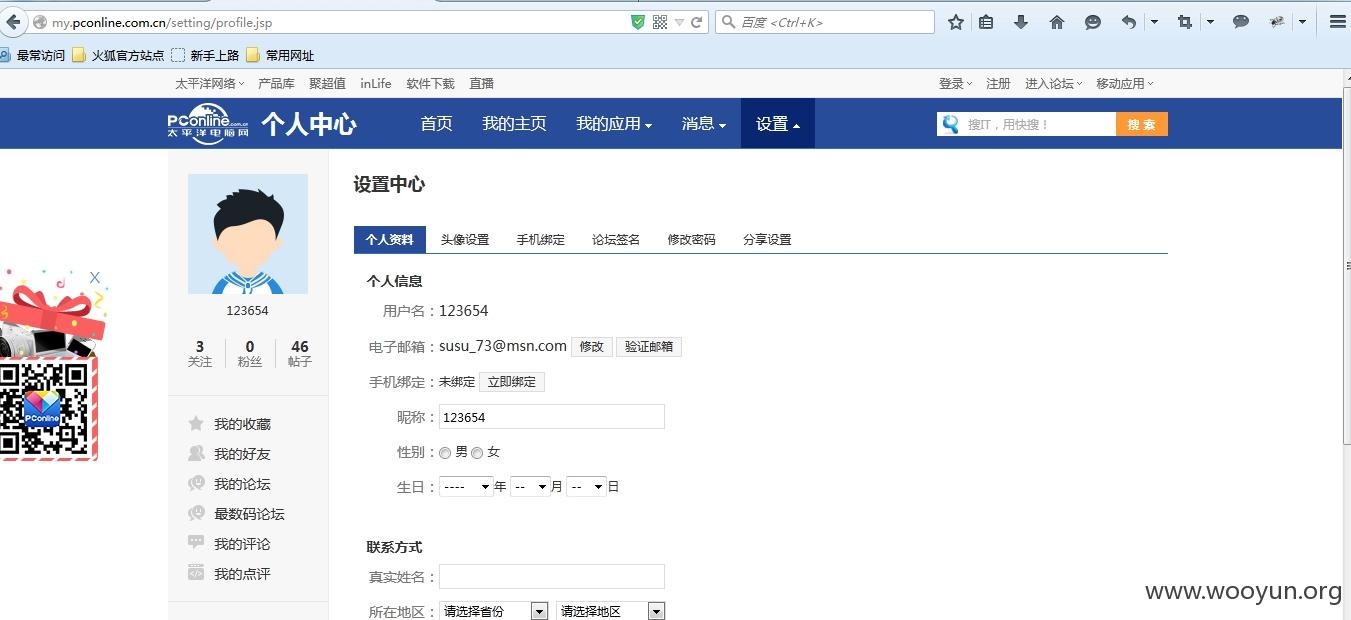 my.pconline.com.cn/setting/profile.jsp
百度 <Ctrl+K>
最常访问 火狐官方站点 新手上路 常用网址
太平洋网络 产品库 聚超值 inLife 软件下载 直播 登录 注册 进入论坛 移动应用
PConline.com.cn
太平洋电脑网
个人中心 首页 我的主页 我的应用 消息 设置 搜IT，用快搜！ 搜 索
设置中心
个人资料 头像设置 手机绑定 论坛签名 修改密码 分享设置
个人信息
用户名：123654
电子邮箱：susu_73@msn.com 修改 验证邮箱
手机绑定：未绑定 立即绑定
昵称：123654
性别：男 女
生日：---- 年 -- 月 -- 日
联系方式
真实姓名：
所在地区：请选择省份 请选择地区
123654
3 0 46
关注 粉丝 帖子
我的收藏
我的好友
我的论坛
最数码论坛
我的评论
我的点评
X
PConline
www.wooyun.org